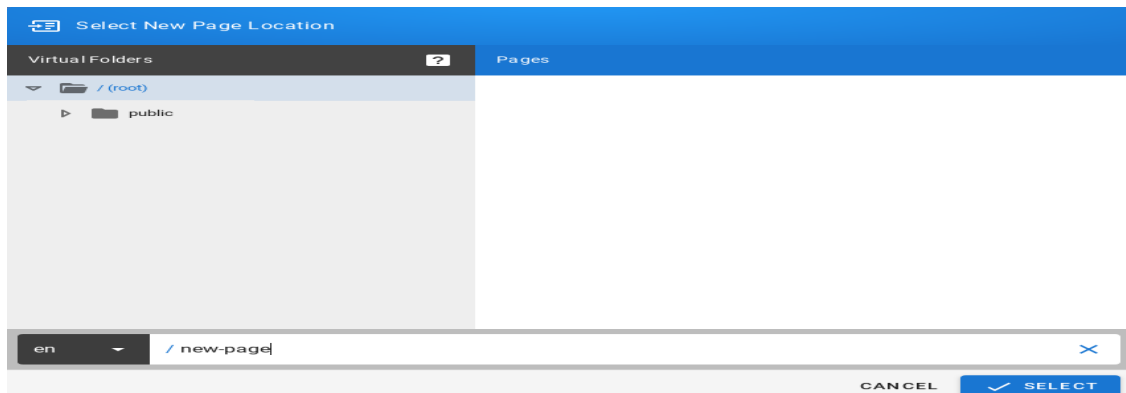 Select New Page Location
Virtual Folders ? Pages
/ (root)
public
en / new-page
CANCEL SELECT